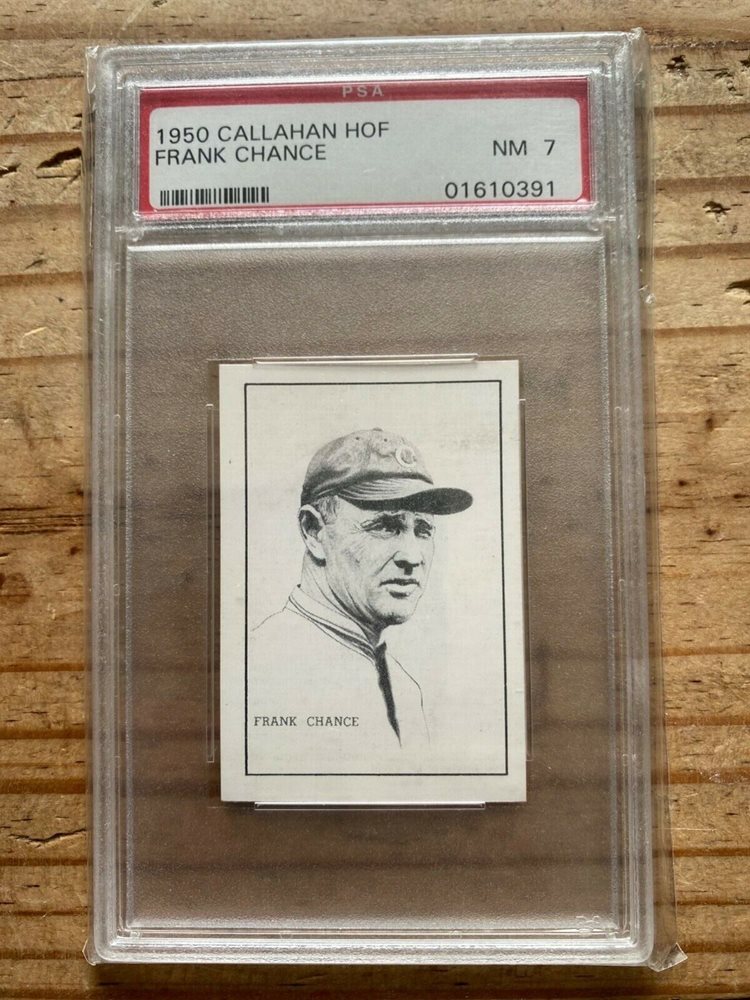 PSA
1950 CALLAHAN HOF
FRANK CHANCE
NM 7
01610391
C
FRANK CHANCE